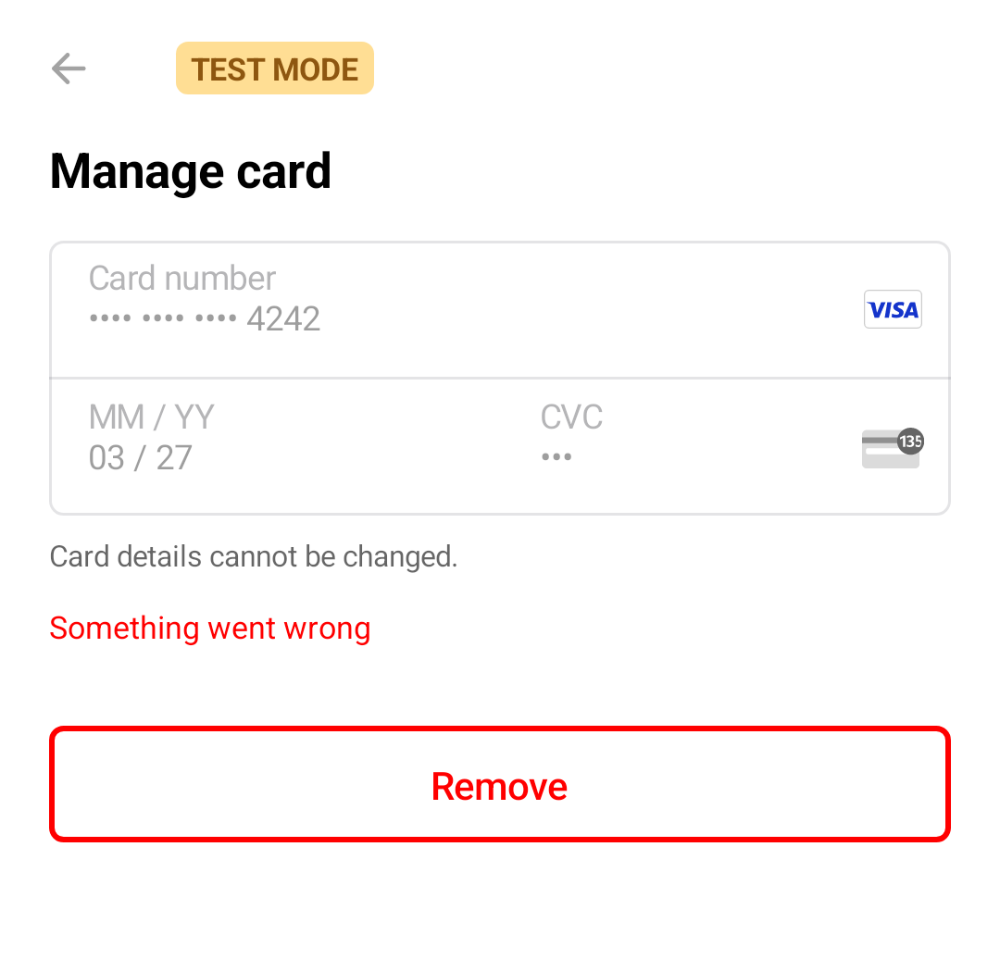 TEST MODE
Manage card
Card number
•••• •••• •••• 4242
VISA
MM / YY
03 / 27
CVC
•••
135
Card details cannot be changed.
Something went wrong
Remove